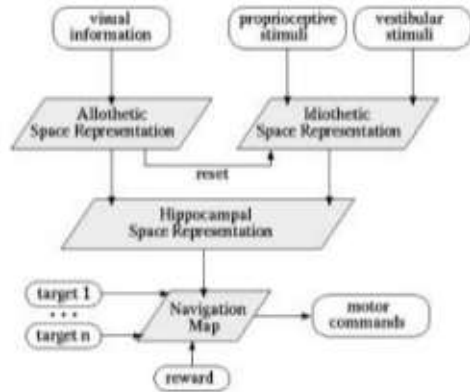 visual
information
proprioceptive
stimuli
vestibular
stimuli
Allothetic
Space Representation
Idiothetic
Space Representation
reset
Hippocampal
Space Representation
target 1
...
target n
Navigation
Map
motor
commands
reward